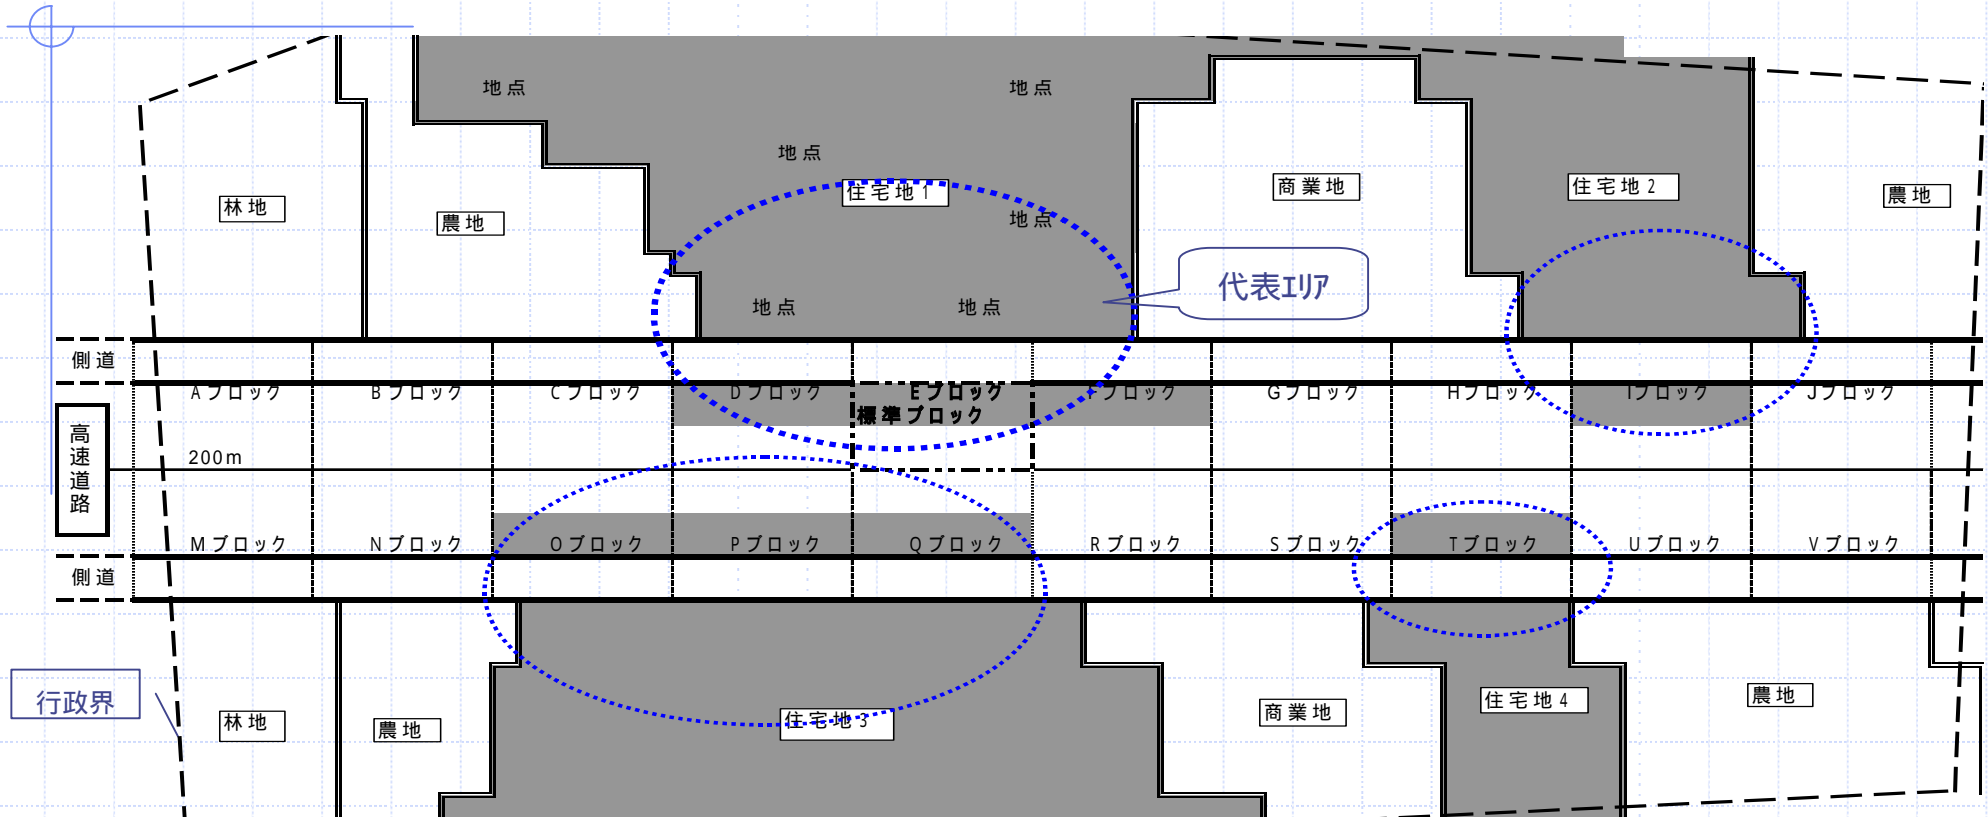 地点
地点
地点
住宅地1
商業地
住宅地2
農地
林地
農地
地点
代表エリア
地点
地点
側道
Aブロック
Bブロック
Cブロック
Dブロック
Eブロック
Fブロック
Gブロック
Hブロック
Iブロック
Jブロック
標準ブロック
高速道路
200m
Mブロック
Nブロック
Oブロック
Pブロック
Qブロック
Rブロック
Sブロック
Tブロック
Uブロック
Vブロック
側道
行政界
林地
農地
住宅地3
商業地
住宅地4
農地